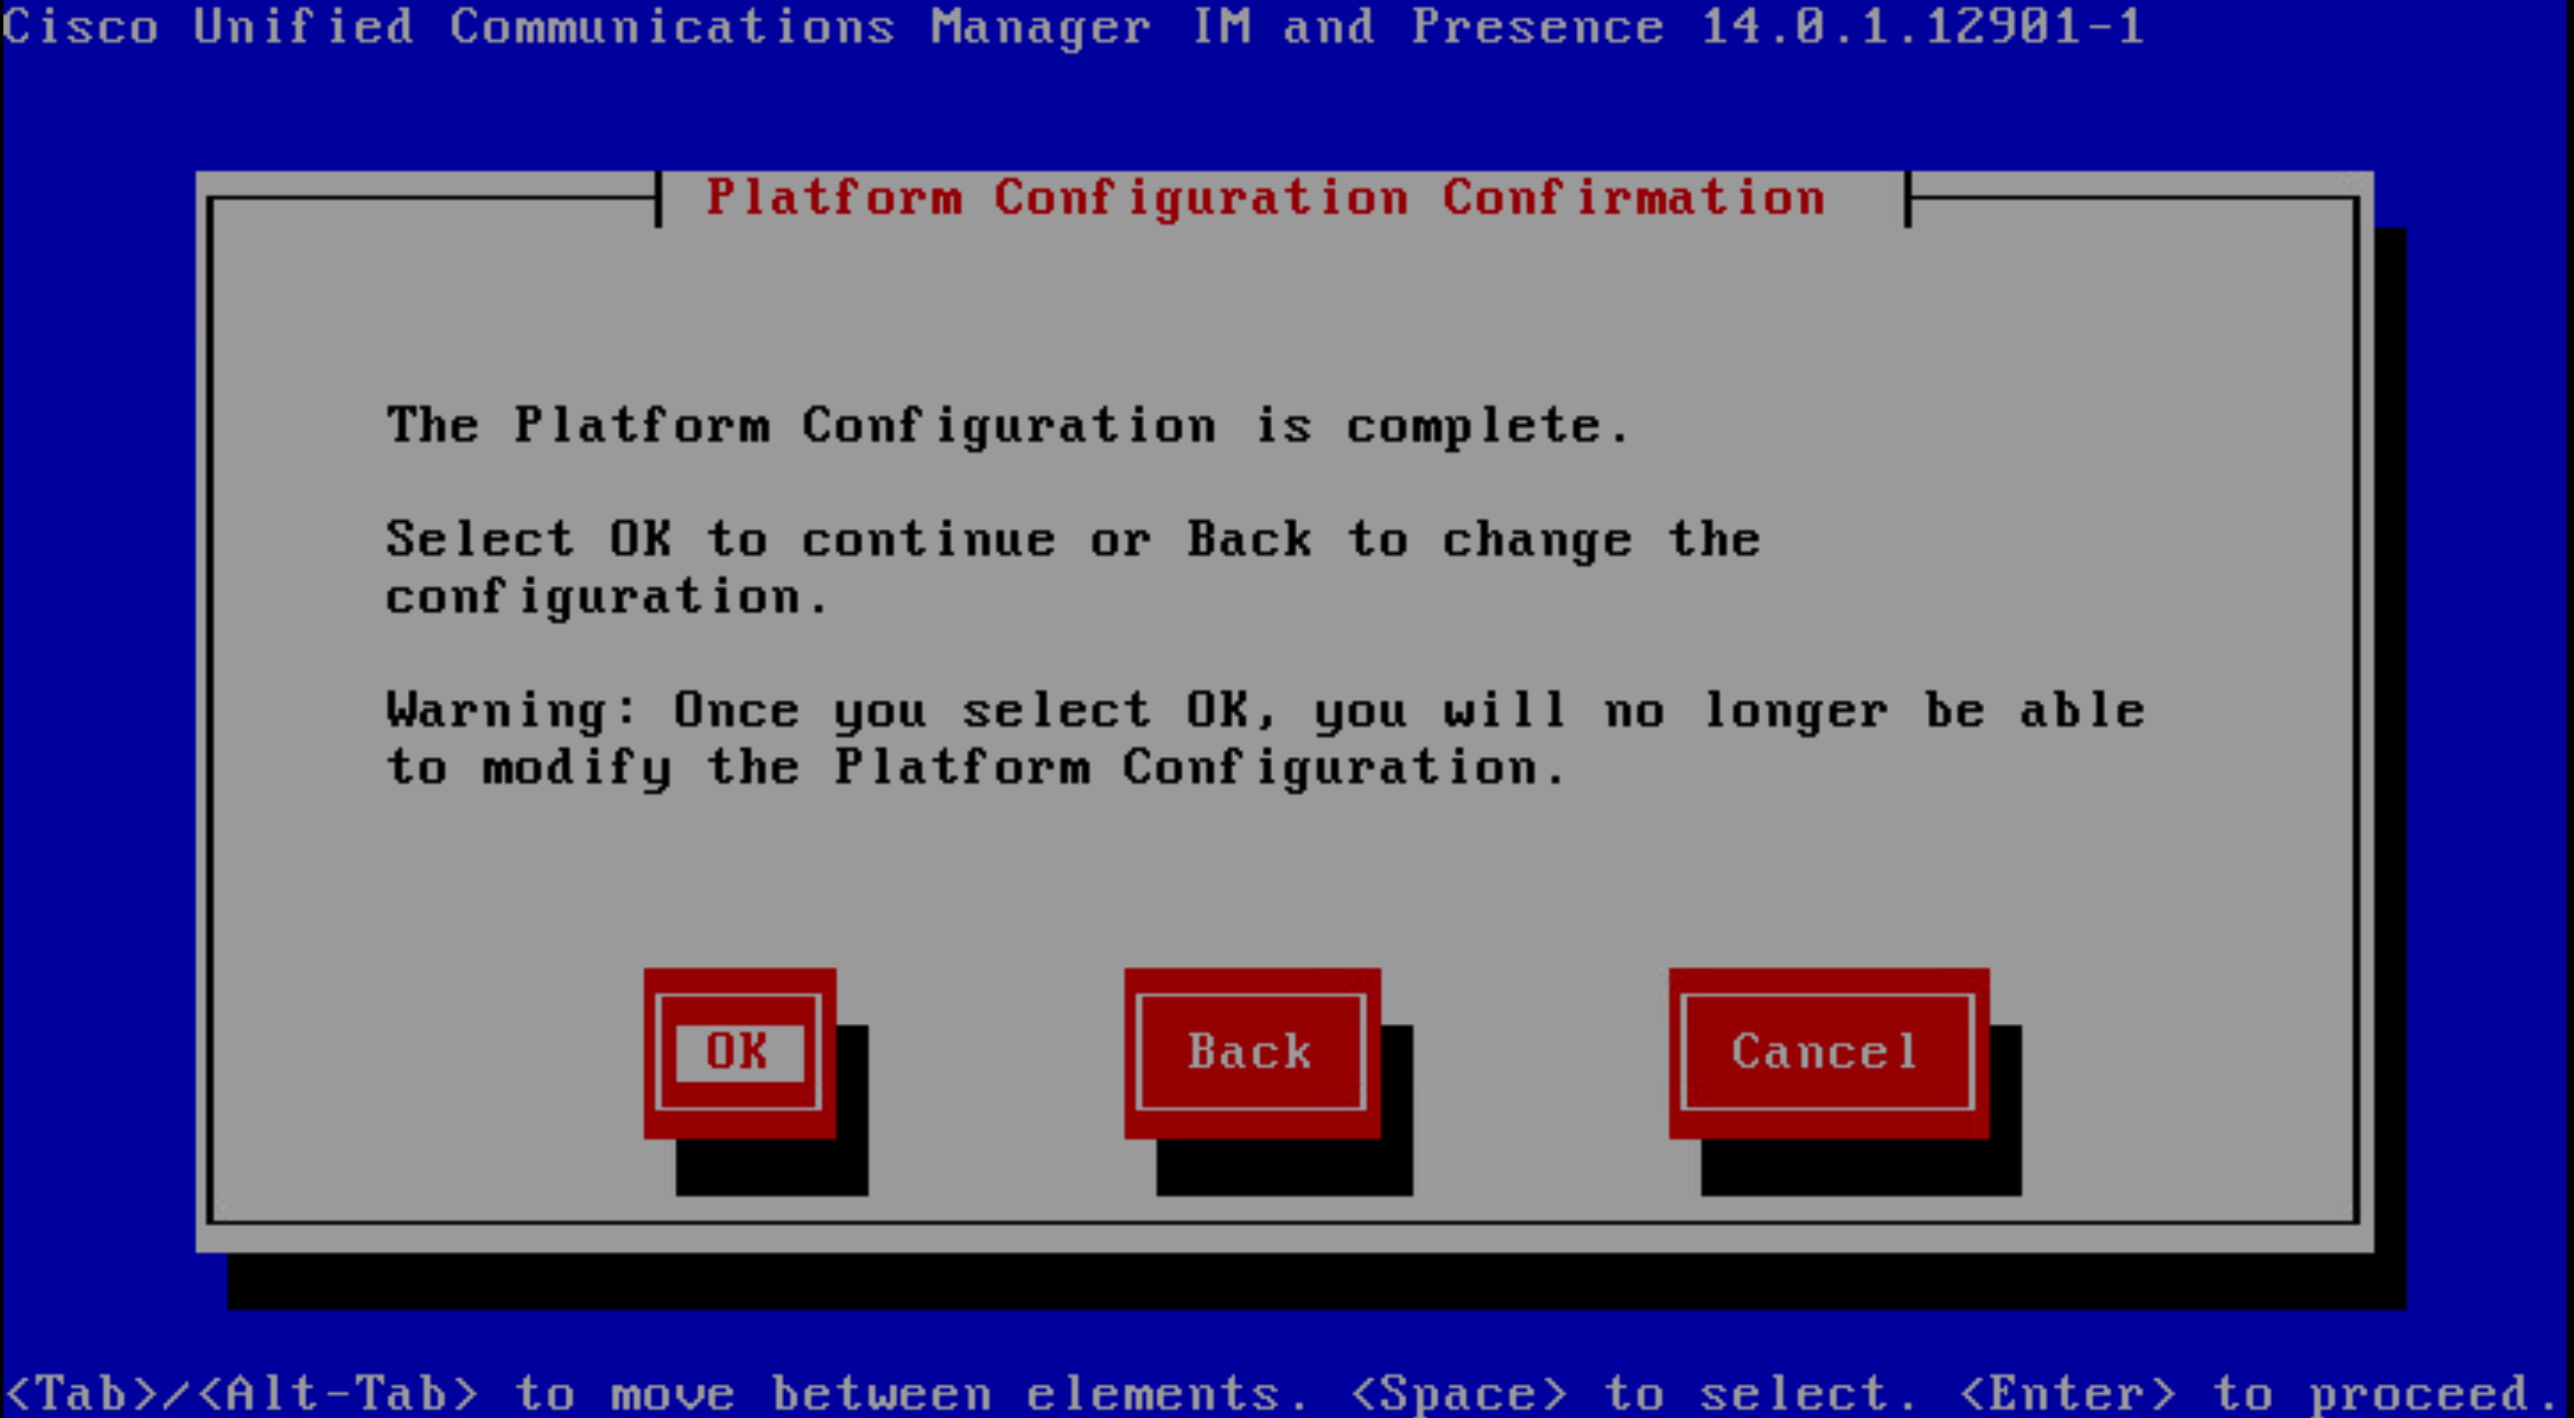 Cisco Unified Communications Manager IM and Presence 14.0.1.12901-1
Platform Configuration Confirmation
The Platform Configuration is complete.
Select OK to continue or Back to change the
configuration.
Warning: Once you select OK, you will no longer be able
to modify the Platform Configuration.
OK
Back
Cancel
<Tab>/<Alt-Tab> to move between elements. <Space> to select. <Enter> to proceed.